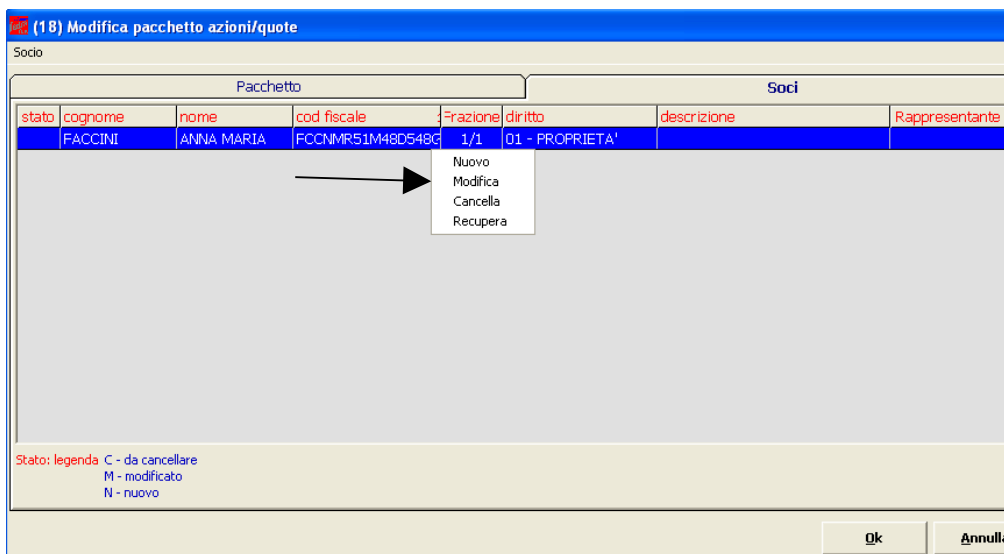 (18) Modifica pacchetto azioni/quote
Socio
Pacchetto Soci
stato cognome nome cod fiscale Frazione diritto descrizione Rappresentante
FACCINI ANNA MARIA FCCNMR51M48D548G 1/1 01 - PROPRIETA'
Nuovo
Modifica
Cancella
Recupera
Stato: legenda C - da cancellare
M - modificato
N - nuovo
Ok Annulla